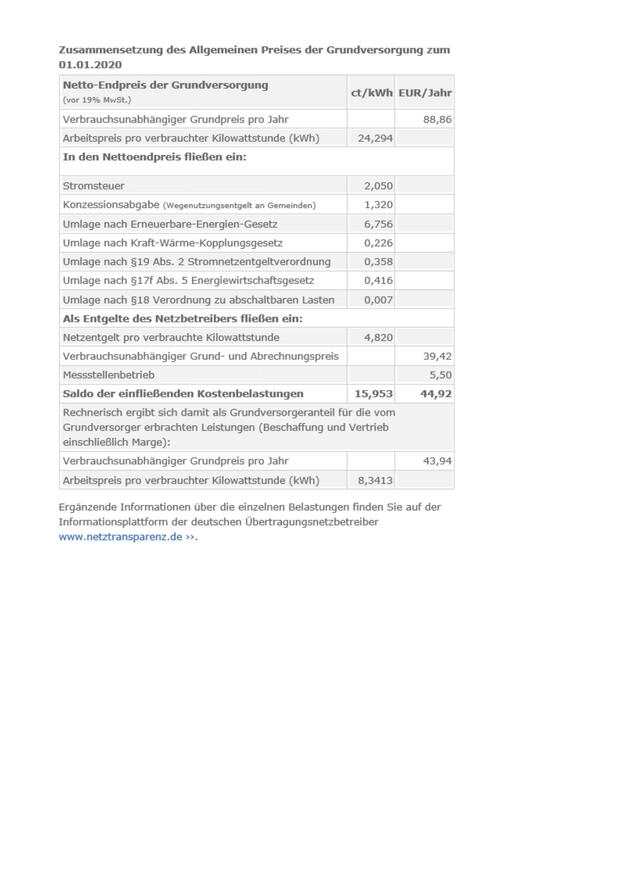 Zusammensetzung des Allgemeinen Preises der Grundversorgung zum
01.01.2020
Netto-Endpreis der Grundversorgung
(vor 19% MwSt.)
ct/kWh EUR/Jahr
Verbrauchsunabhängiger Grundpreis pro Jahr 88,86
Arbeitspreis pro verbrauchter Kilowattstunde (kWh) 24,294
In den Nettoendpreis fließen ein:
Stromsteuer 2,050
Konzessionsabgabe (Wegenutzungsentgelt an Gemeinden) 1,320
Umlage nach Erneuerbare-Energien-Gesetz 6,756
Umlage nach Kraft-Wärme-Kopplungsgesetz 0,226
Umlage nach §19 Abs. 2 Stromnetzentgeltverordnung 0,358
Umlage nach §17f Abs. 5 Energiewirtschaftsgesetz 0,416
Umlage nach §18 Verordnung zu abschaltbaren Lasten 0,007
Als Entgelte des Netzbetreibers fließen ein:
Netzentgelt pro verbrauchte Kilowattstunde 4,820
Verbrauchsunabhängiger Grund- und Abrechnungspreis 39,42
Messstellenbetrieb 5,50
Saldo der einfließenden Kostenbelastungen 15,953 44,92
Rechnerisch ergibt sich damit als Grundversorgeranteil für die vom
Grundversorger erbrachten Leistungen (Beschaffung und Vertrieb
einschließlich Marge):
Verbrauchsunabhängiger Grundpreis pro Jahr 43,94
Arbeitspreis pro verbrauchter Kilowattstunde (kWh) 8,3413
Ergänzende Informationen über die einzelnen Belastungen finden Sie auf der
Informationsplattform der deutschen Übertragungsnetzbetreiber
www.netztransparenz.de ››.